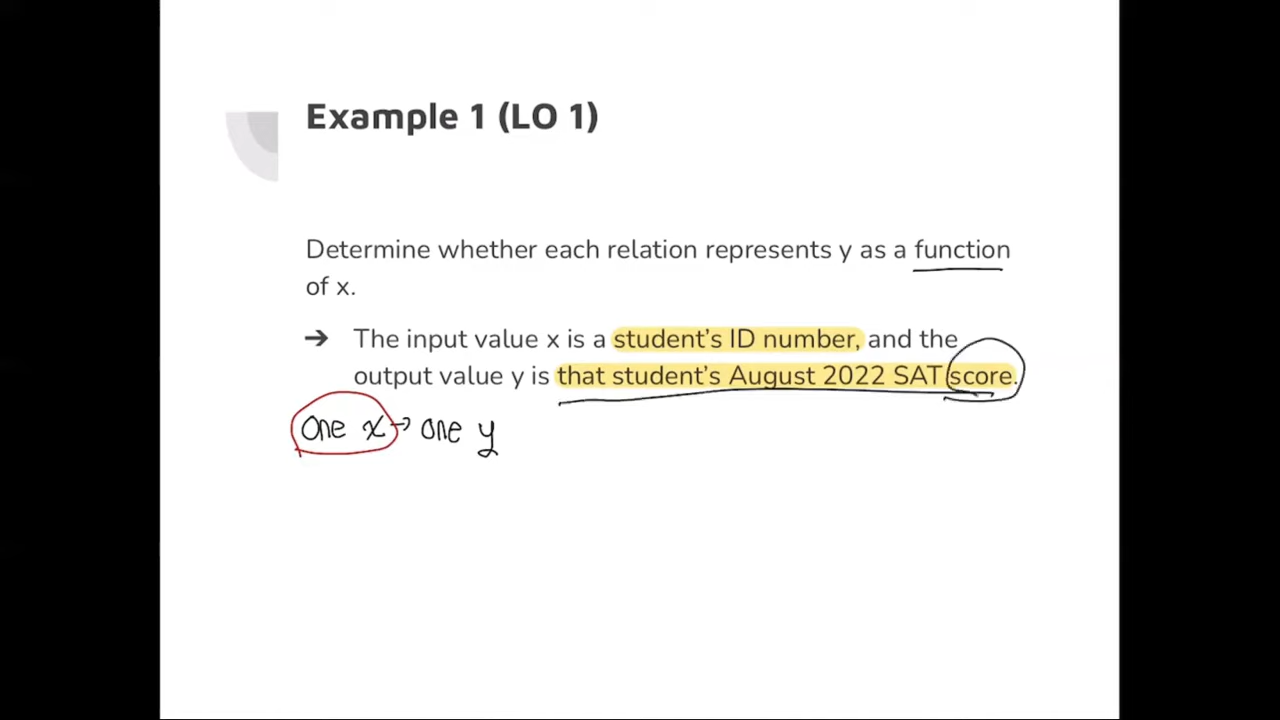 Example 1 (LO 1)
Determine whether each relation represents y as a function
of x.
➔ The input value x is a student’s ID number, and the
output value y is that student’s August 2022 SAT score.
One x → one y